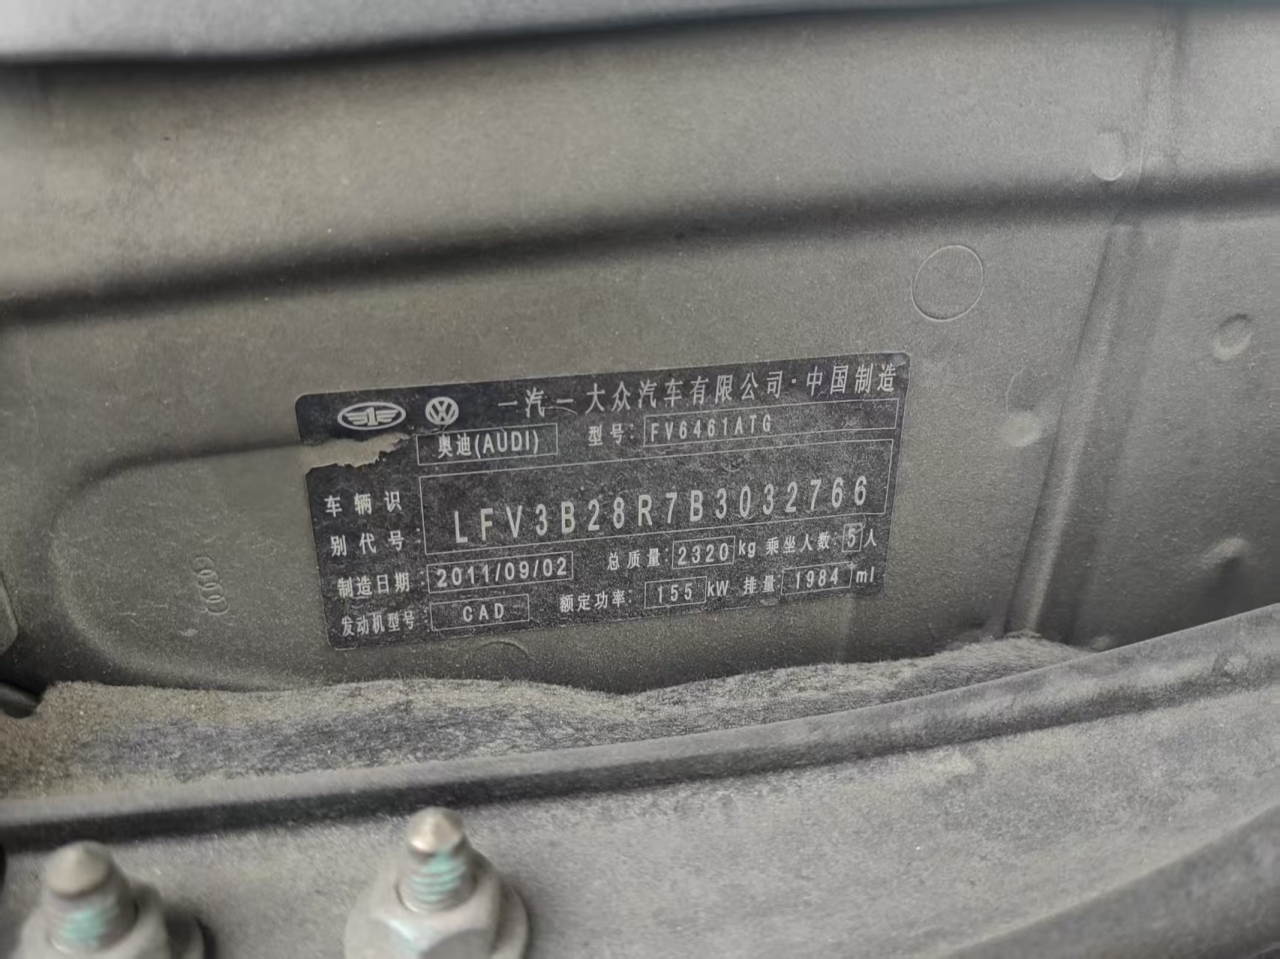 一汽一大众汽车有限公司·中国制造
奥迪(AUDI) 型号: FV6461ATG
车辆识别代号: LFV3B28R7B3032766
制造日期: 2011/09/02 总质量: 2320 kg 乘坐人数: 5 人
发动机型号: CAD 额定功率: 155 kW 排量: 1984 ml